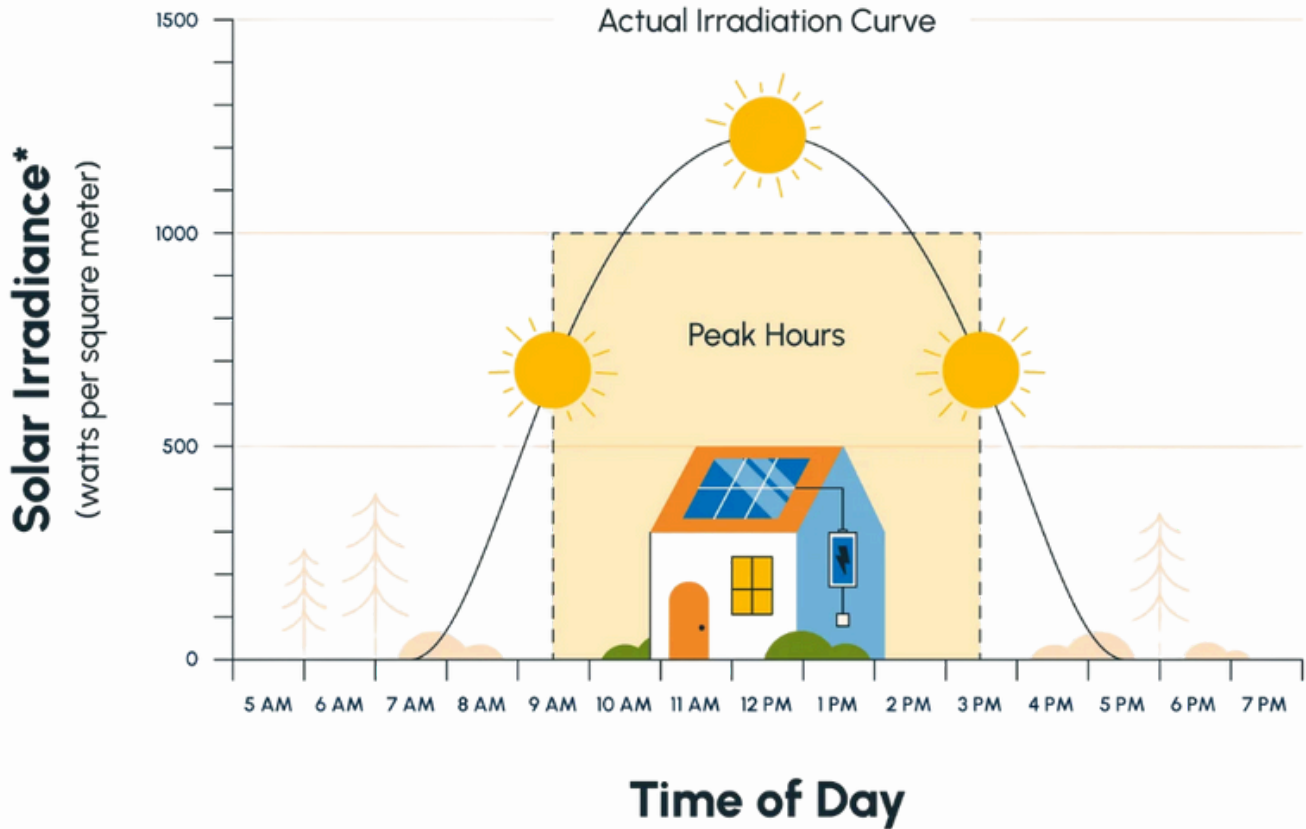 Actual Irradiation Curve
1500
1000
500
0
Solar Irradiance*
(watts per square meter)
Peak Hours
5 AM 6 AM 7 AM 8 AM 9 AM 10 AM 11 AM 12 PM 1 PM 2 PM 3 PM 4 PM 5 PM 6 PM 7 PM
Time of Day